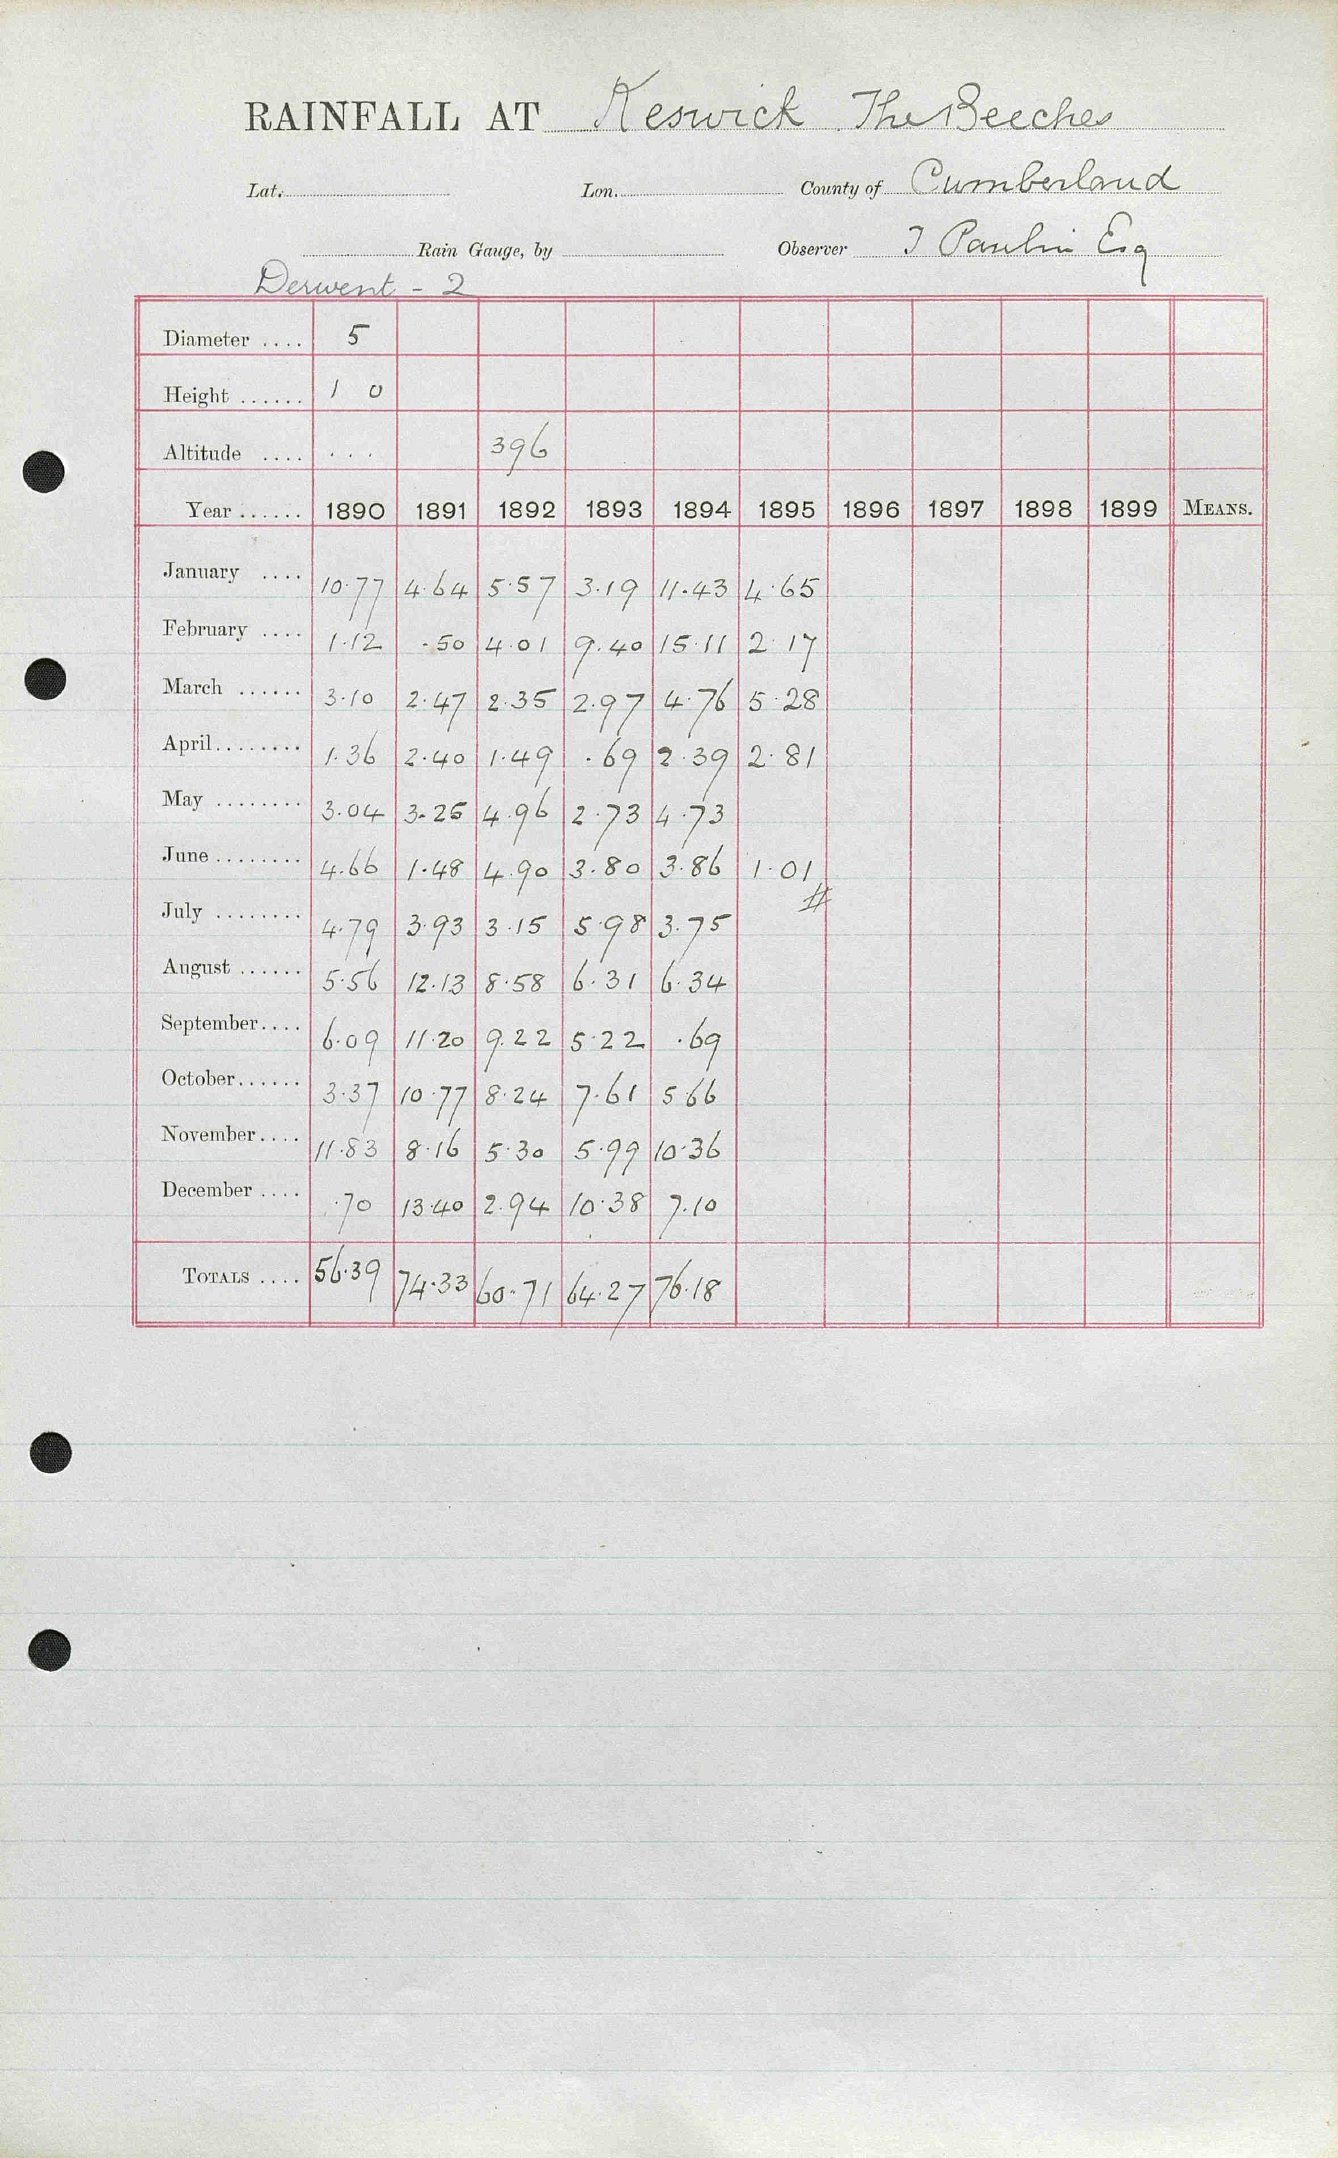 RAINFALL AT Keswick The Beeches
Lat. Lon. County of Cumberland
Rain Gauge, by Observer J Paulin Esq
Derwent - 2
Diameter .... 5
Height ...... 1 0
Altitude .... ... 396
Year ...... 1890 1891 1892 1893 1894 1895 1896 1897 1898 1899 MEANS.
January .... 10.77 4.64 5.57 3.19 11.43 4.65
February .... 1.12 .50 4.01 9.40 15.11 2.17
March ...... 3.10 2.47 2.35 2.97 4.76 5.28
April ........ 1.36 2.40 1.49 .69 2.39 2.81
May ........ 3.04 3.25 4.96 2.73 4.73
June ........ 4.66 1.48 4.90 3.80 3.86 1.01
July ........ 4.79 3.93 3.15 5.98 3.75 #
August ...... 5.56 12.13 8.58 6.31 6.34
September .... 6.09 11.20 9.22 5.22 .69
October ...... 3.37 10.77 8.24 7.61 5.66
November .... 11.83 8.16 5.30 5.99 10.36
December .... .70 13.40 2.94 10.38 7.10
TOTALS .... 56.39 74.33 60.71 64.27 76.18